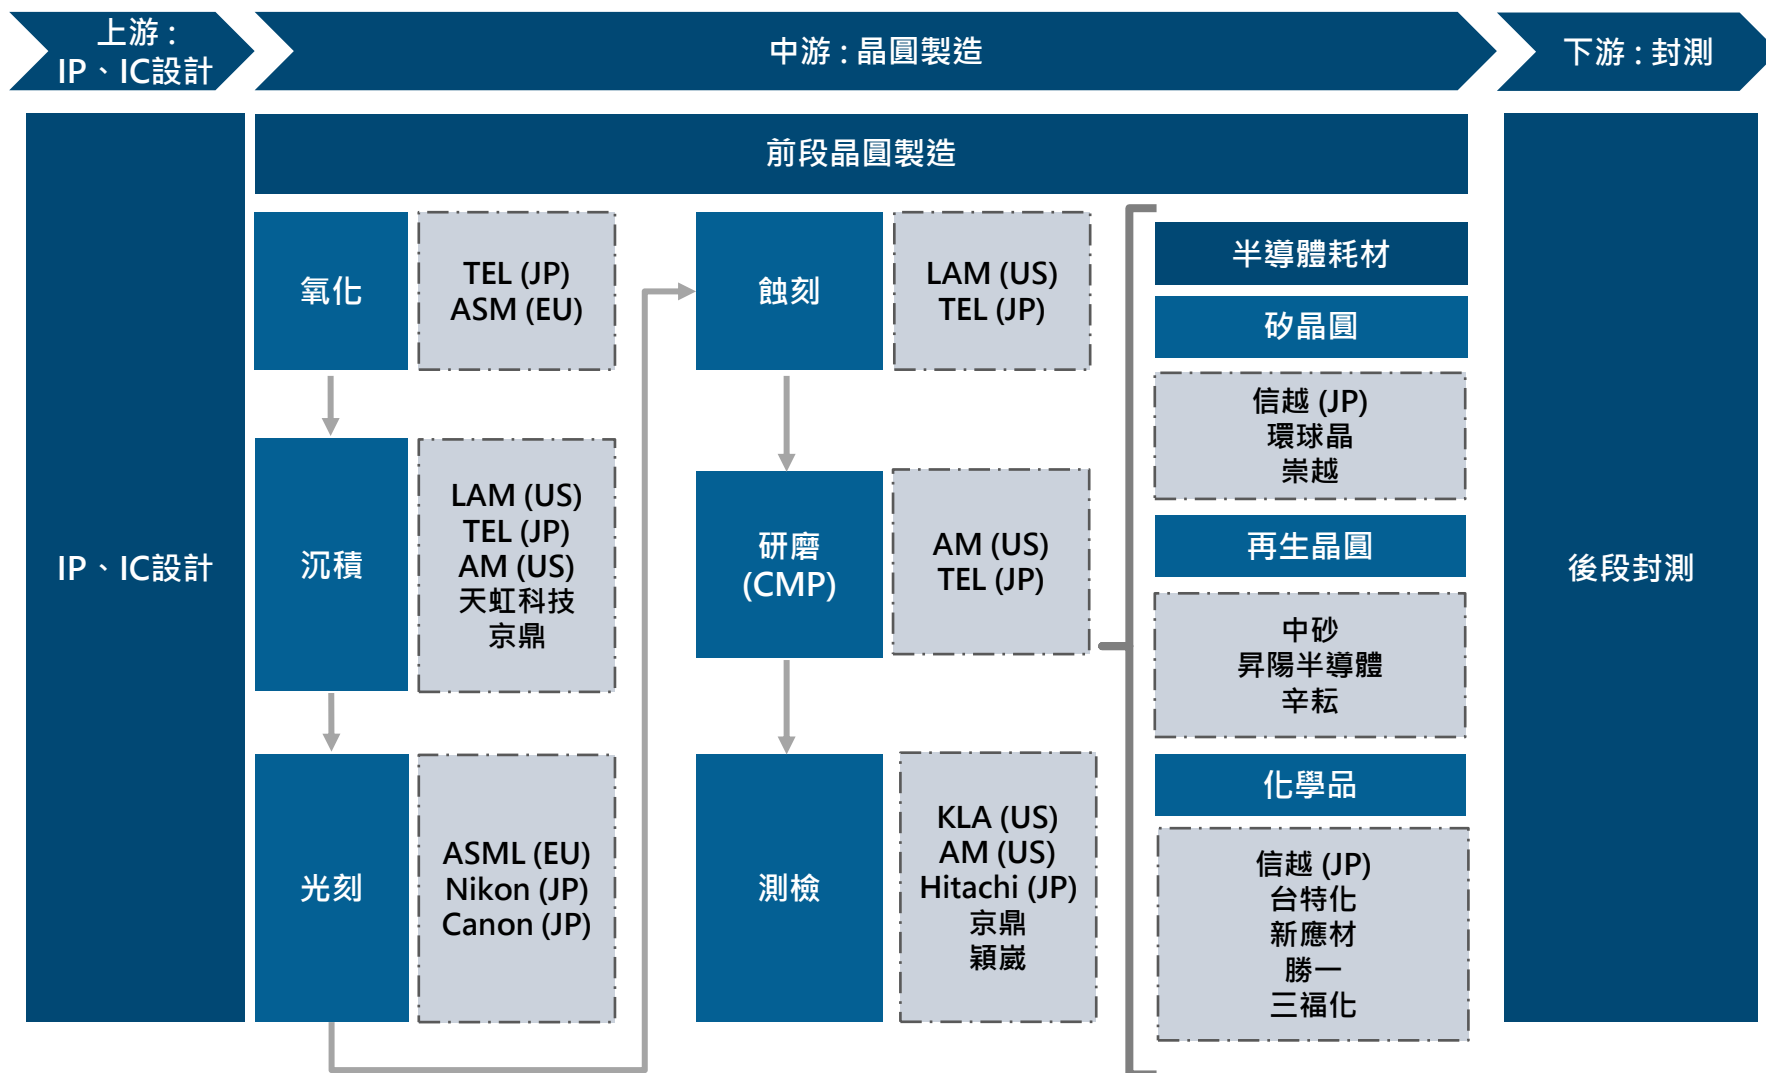 上游 :
IP、IC設計
中游 : 晶圓製造
下游 : 封測
IP、IC設計
前段晶圓製造
氧化
TEL (JP)
ASM (EU)
沉積
LAM (US)
TEL (JP)
AM (US)
天虹科技
京鼎
光刻
ASML (EU)
Nikon (JP)
Canon (JP)
蝕刻
LAM (US)
TEL (JP)
研磨
(CMP)
AM (US)
TEL (JP)
測檢
KLA (US)
AM (US)
Hitachi (JP)
京鼎
穎崴
半導體耗材
矽晶圓
信越 (JP)
環球晶
崇越
再生晶圓
中砂
昇陽半導體
辛耘
化學品
信越 (JP)
台特化
新應材
勝一
三福化
後段封測